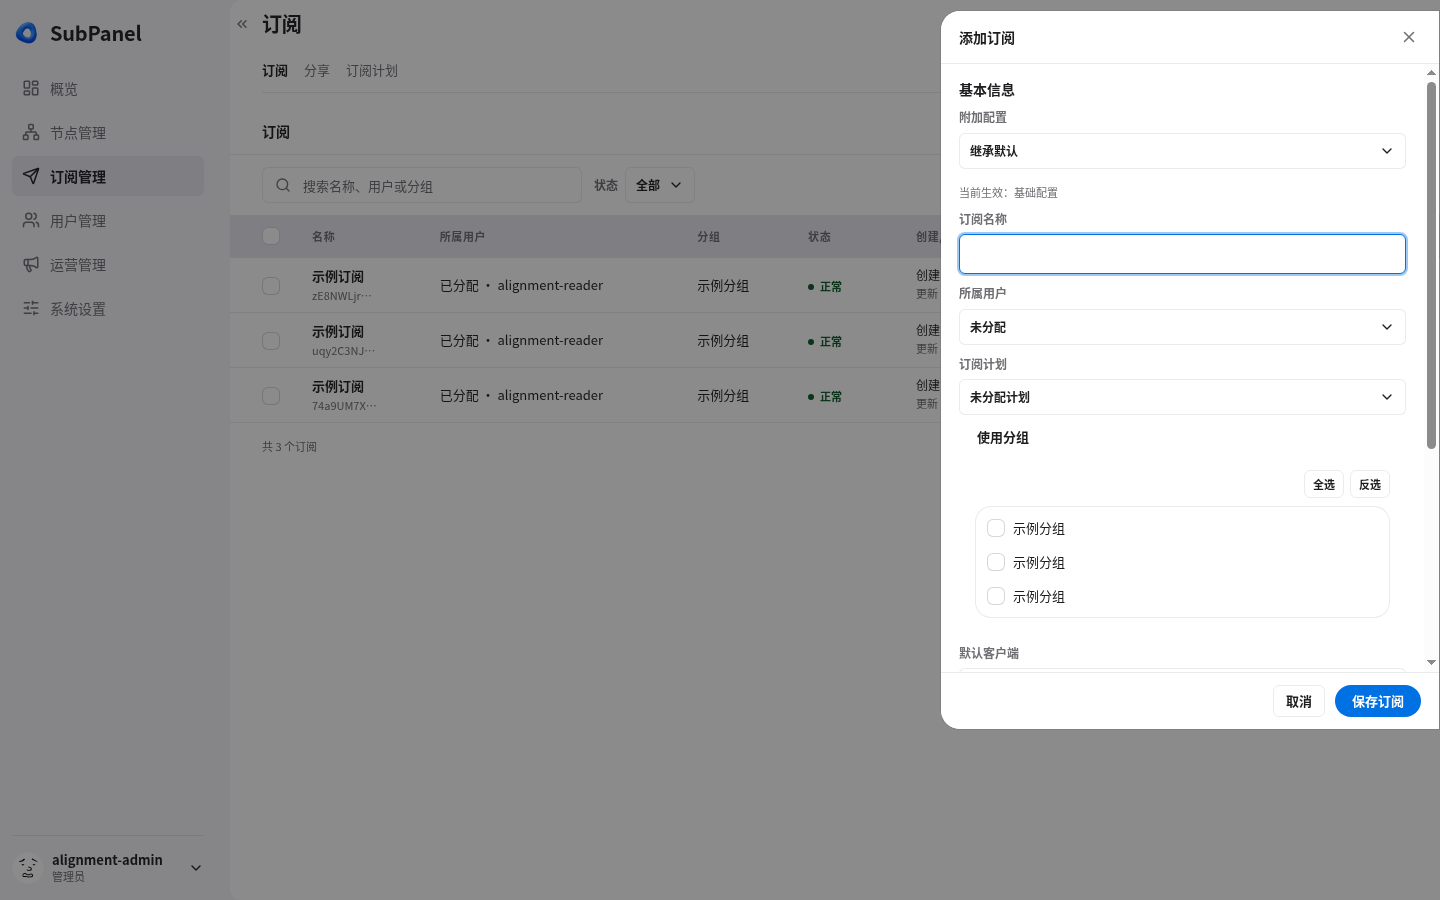 SubPanel
概览
节点管理
订阅管理
用户管理
运营管理
系统设置
alignment-admin
管理员
订阅
订阅 分享 订阅计划
订阅
搜索名称、用户或分组 状态 全部
名称 所属用户 分组 状态 创建
示例订阅 已分配 · alignment-reader 示例分组 正常 创建
zE8NWLjr··· 更新
示例订阅 已分配 · alignment-reader 示例分组 正常 创建
uqy2C3NJ··· 更新
示例订阅 已分配 · alignment-reader 示例分组 正常 创建
74a9UM7X··· 更新
共 3 个订阅
添加订阅
基本信息
附加配置
继承默认
当前生效：基础配置
订阅名称
所属用户
未分配
订阅计划
未分配计划
使用分组
全选 反选
示例分组
示例分组
示例分组
默认客户端
取消 保存订阅